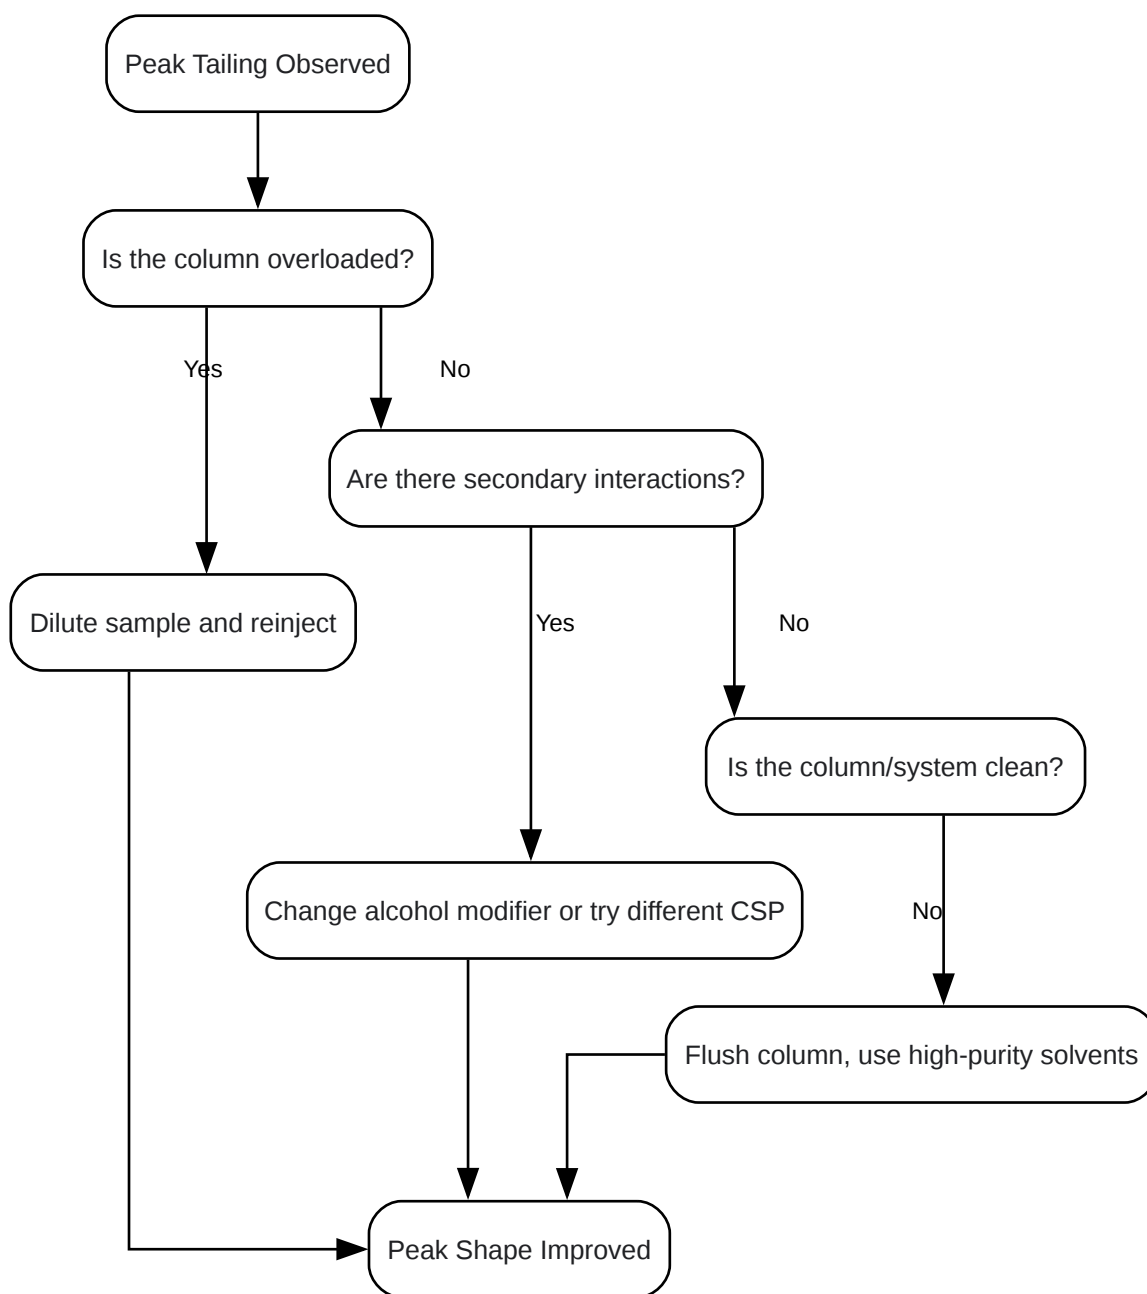 Peak Tailing Observed
Is the column overloaded?
Yes
No
Are there secondary interactions?
Dilute sample and reinject
Yes
No
Is the column/system clean?
Change alcohol modifier or try different CSP
No
Flush column, use high-purity solvents
Peak Shape Improved